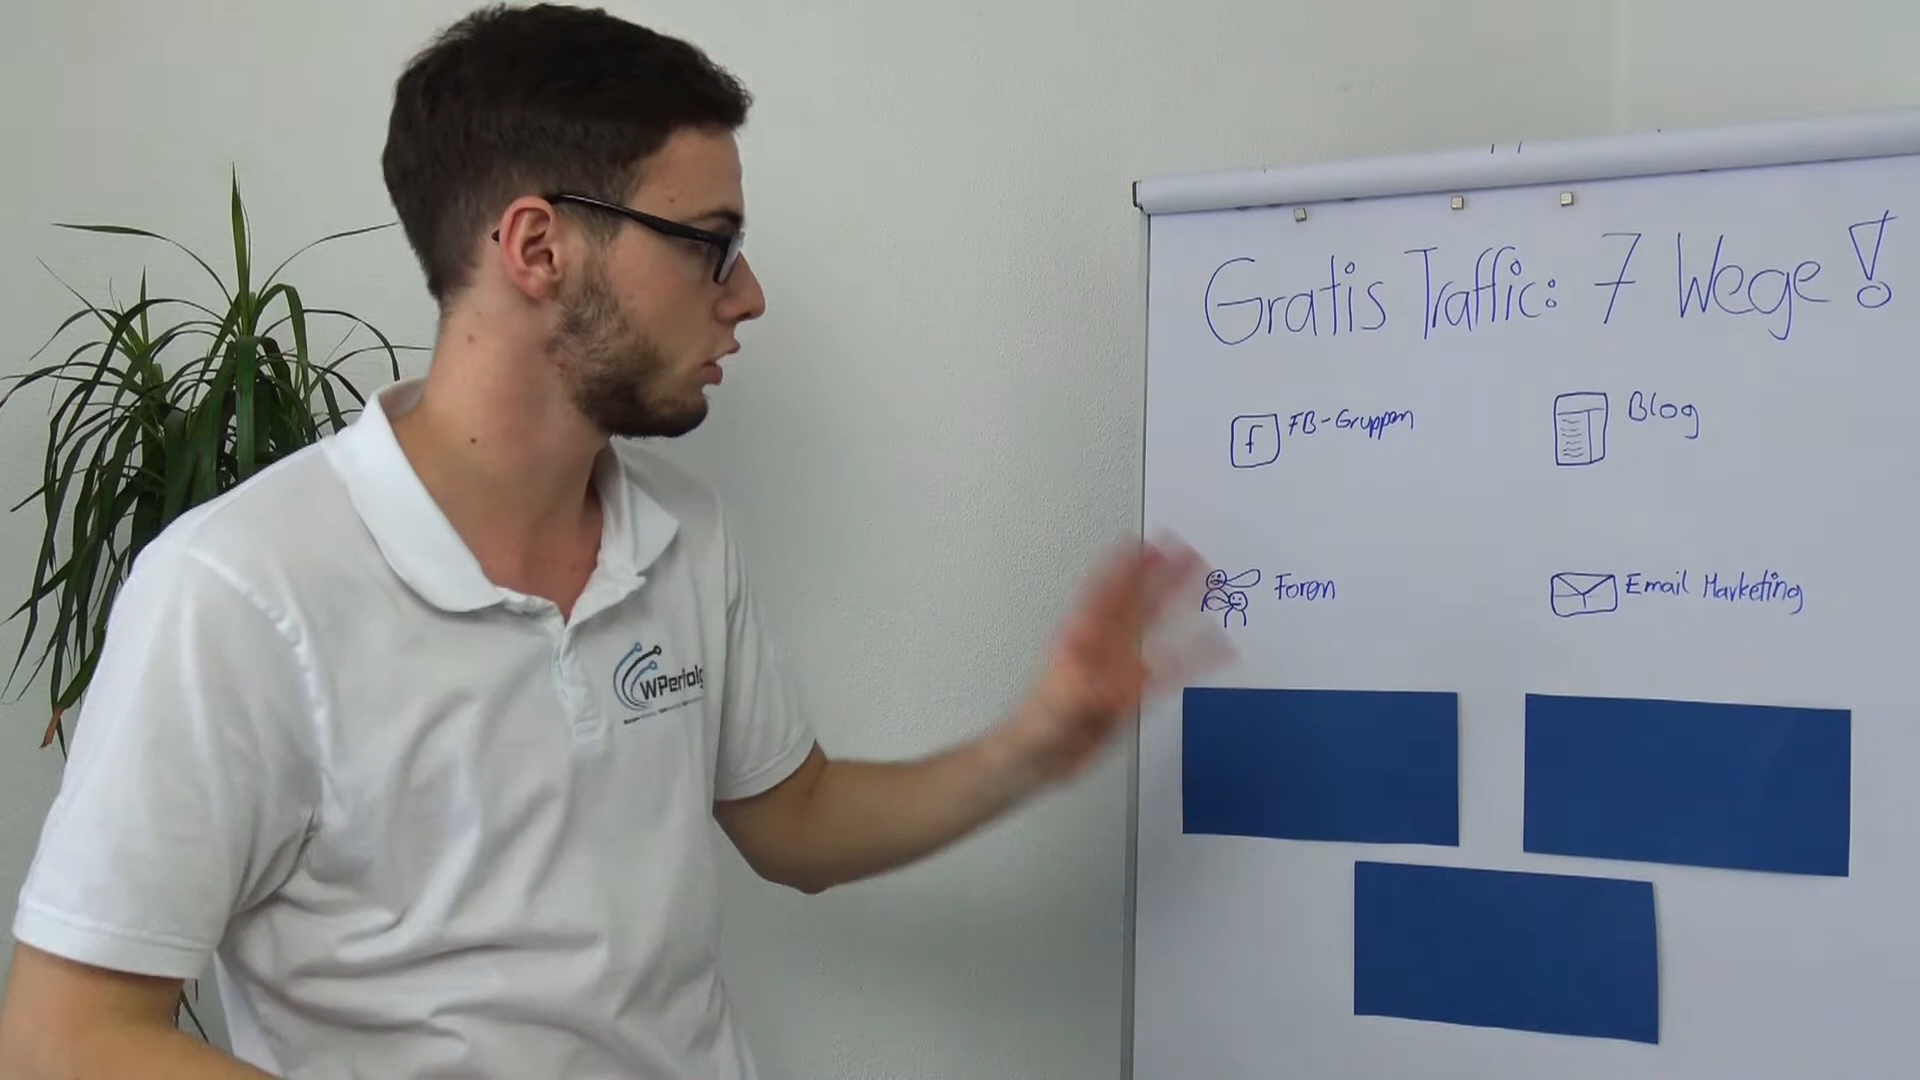 Gratis Traffic: 7 Wege!
f FB-Gruppen
Blog
Foren
Email Marketing
WPerfolg